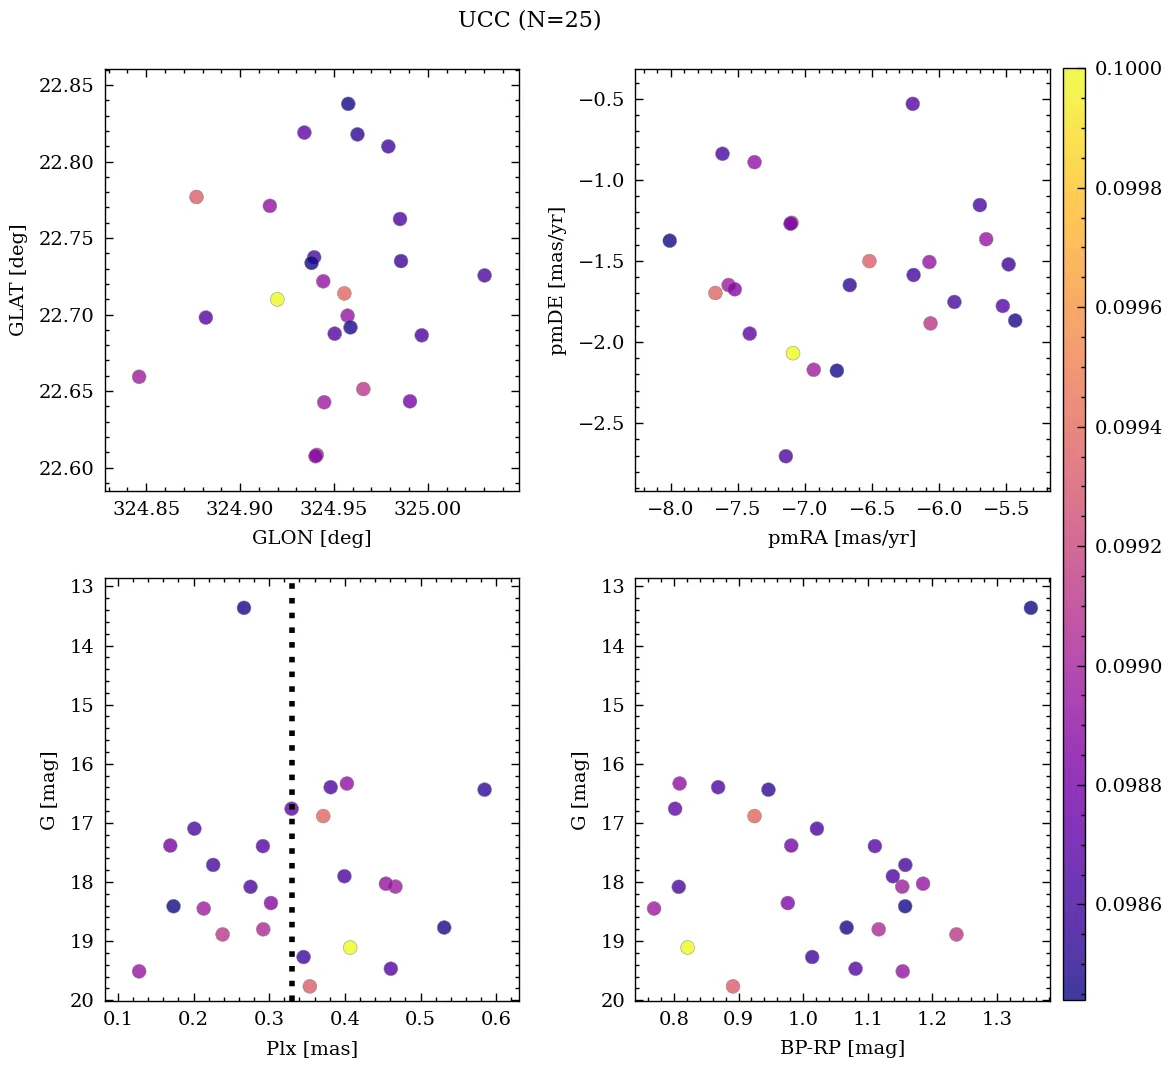 UCC (N=25)
22.85
22.80
22.75
22.70
22.65
22.60
GLAT [deg]
324.85 324.90 324.95 325.00
GLON [deg]
−0.5
−1.0
−1.5
−2.0
−2.5
pmDE [mas/yr]
−8.0 −7.5 −7.0 −6.5 −6.0 −5.5
pmRA [mas/yr]
13
14
15
16
17
18
19
20
G [mag]
0.1 0.2 0.3 0.4 0.5 0.6
Plx [mas]
13
14
15
16
17
18
19
20
G [mag]
0.8 0.9 1.0 1.1 1.2 1.3
BP-RP [mag]
0.1000
0.0998
0.0996
0.0994
0.0992
0.0990
0.0988
0.0986